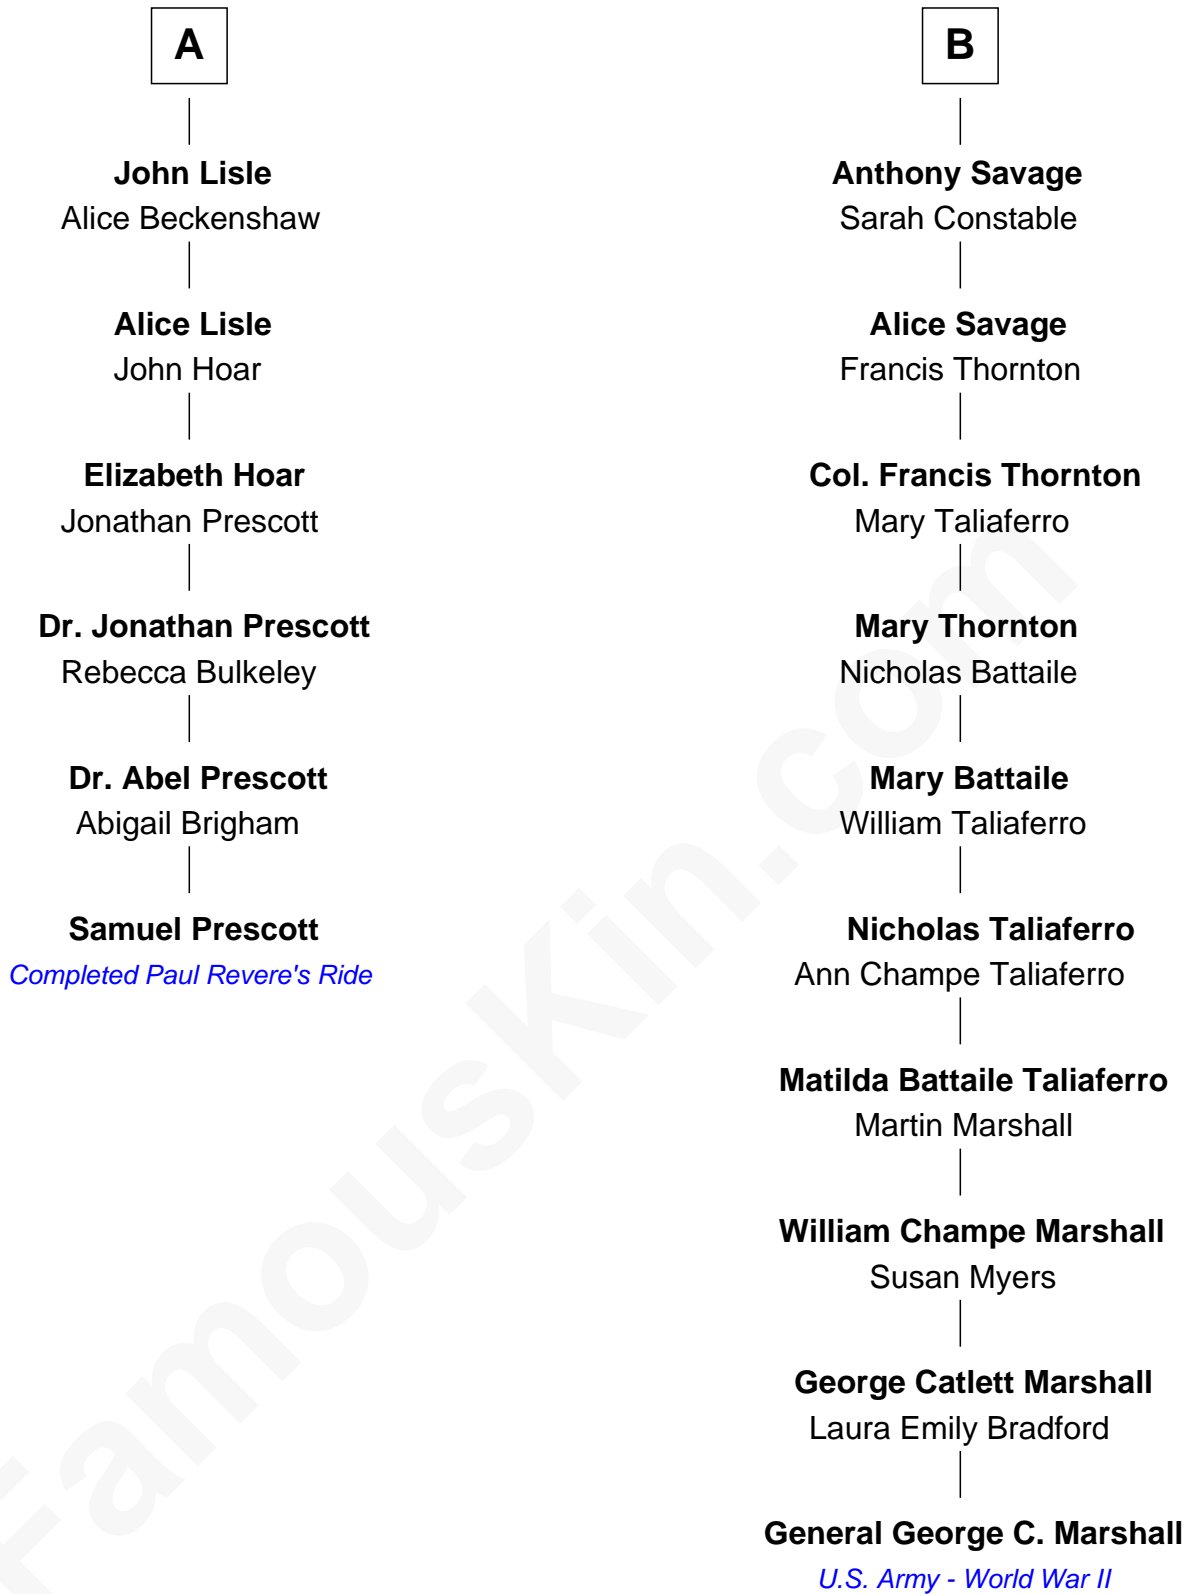 A
John Lisle
Alice Beckenshaw
Alice Lisle
John Hoar
Elizabeth Hoar
Jonathan Prescott
Dr. Jonathan Prescott
Rebecca Bulkeley
Dr. Abel Prescott
Abigail Brigham
Samuel Prescott
Completed Paul Revere's Ride
B
Anthony Savage
Sarah Constable
Alice Savage
Francis Thornton
Col. Francis Thornton
Mary Taliaferro
Mary Thornton
Nicholas Battaile
Mary Battaile
William Taliaferro
Nicholas Taliaferro
Ann Champe Taliaferro
Matilda Battaile Taliaferro
Martin Marshall
William Champe Marshall
Susan Myers
George Catlett Marshall
Laura Emily Bradford
General George C. Marshall
U.S. Army - World War II
FamousKin.com